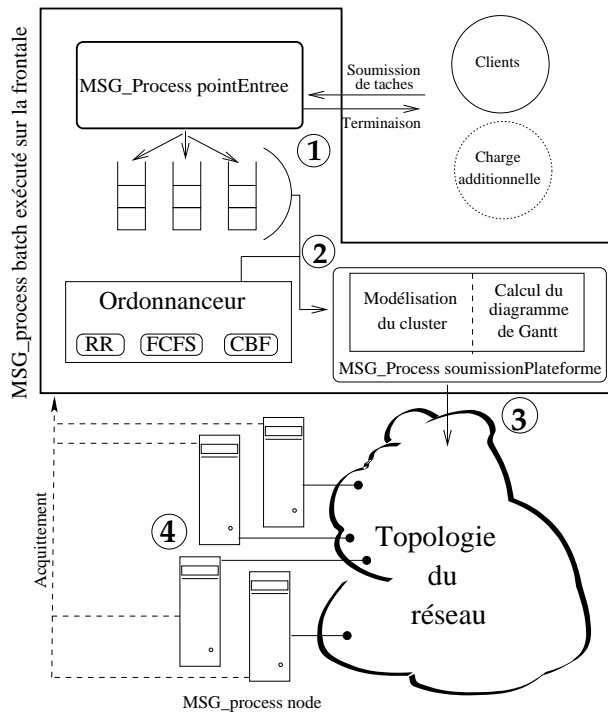 MSG_process batch exécuté sur la frontale
MSG_Process pointEntree
Soumission
de taches
Terminaison
Clients
Charge
additionnelle
1
2
Ordonnanceur
RR
FCFS
CBF
Modélisation
du cluster
Calcul du
diagramme
de Gantt
MSG_Process soumissionPlateforme
3
4
Acquittement
Topologie
du
réseau
MSG_process node